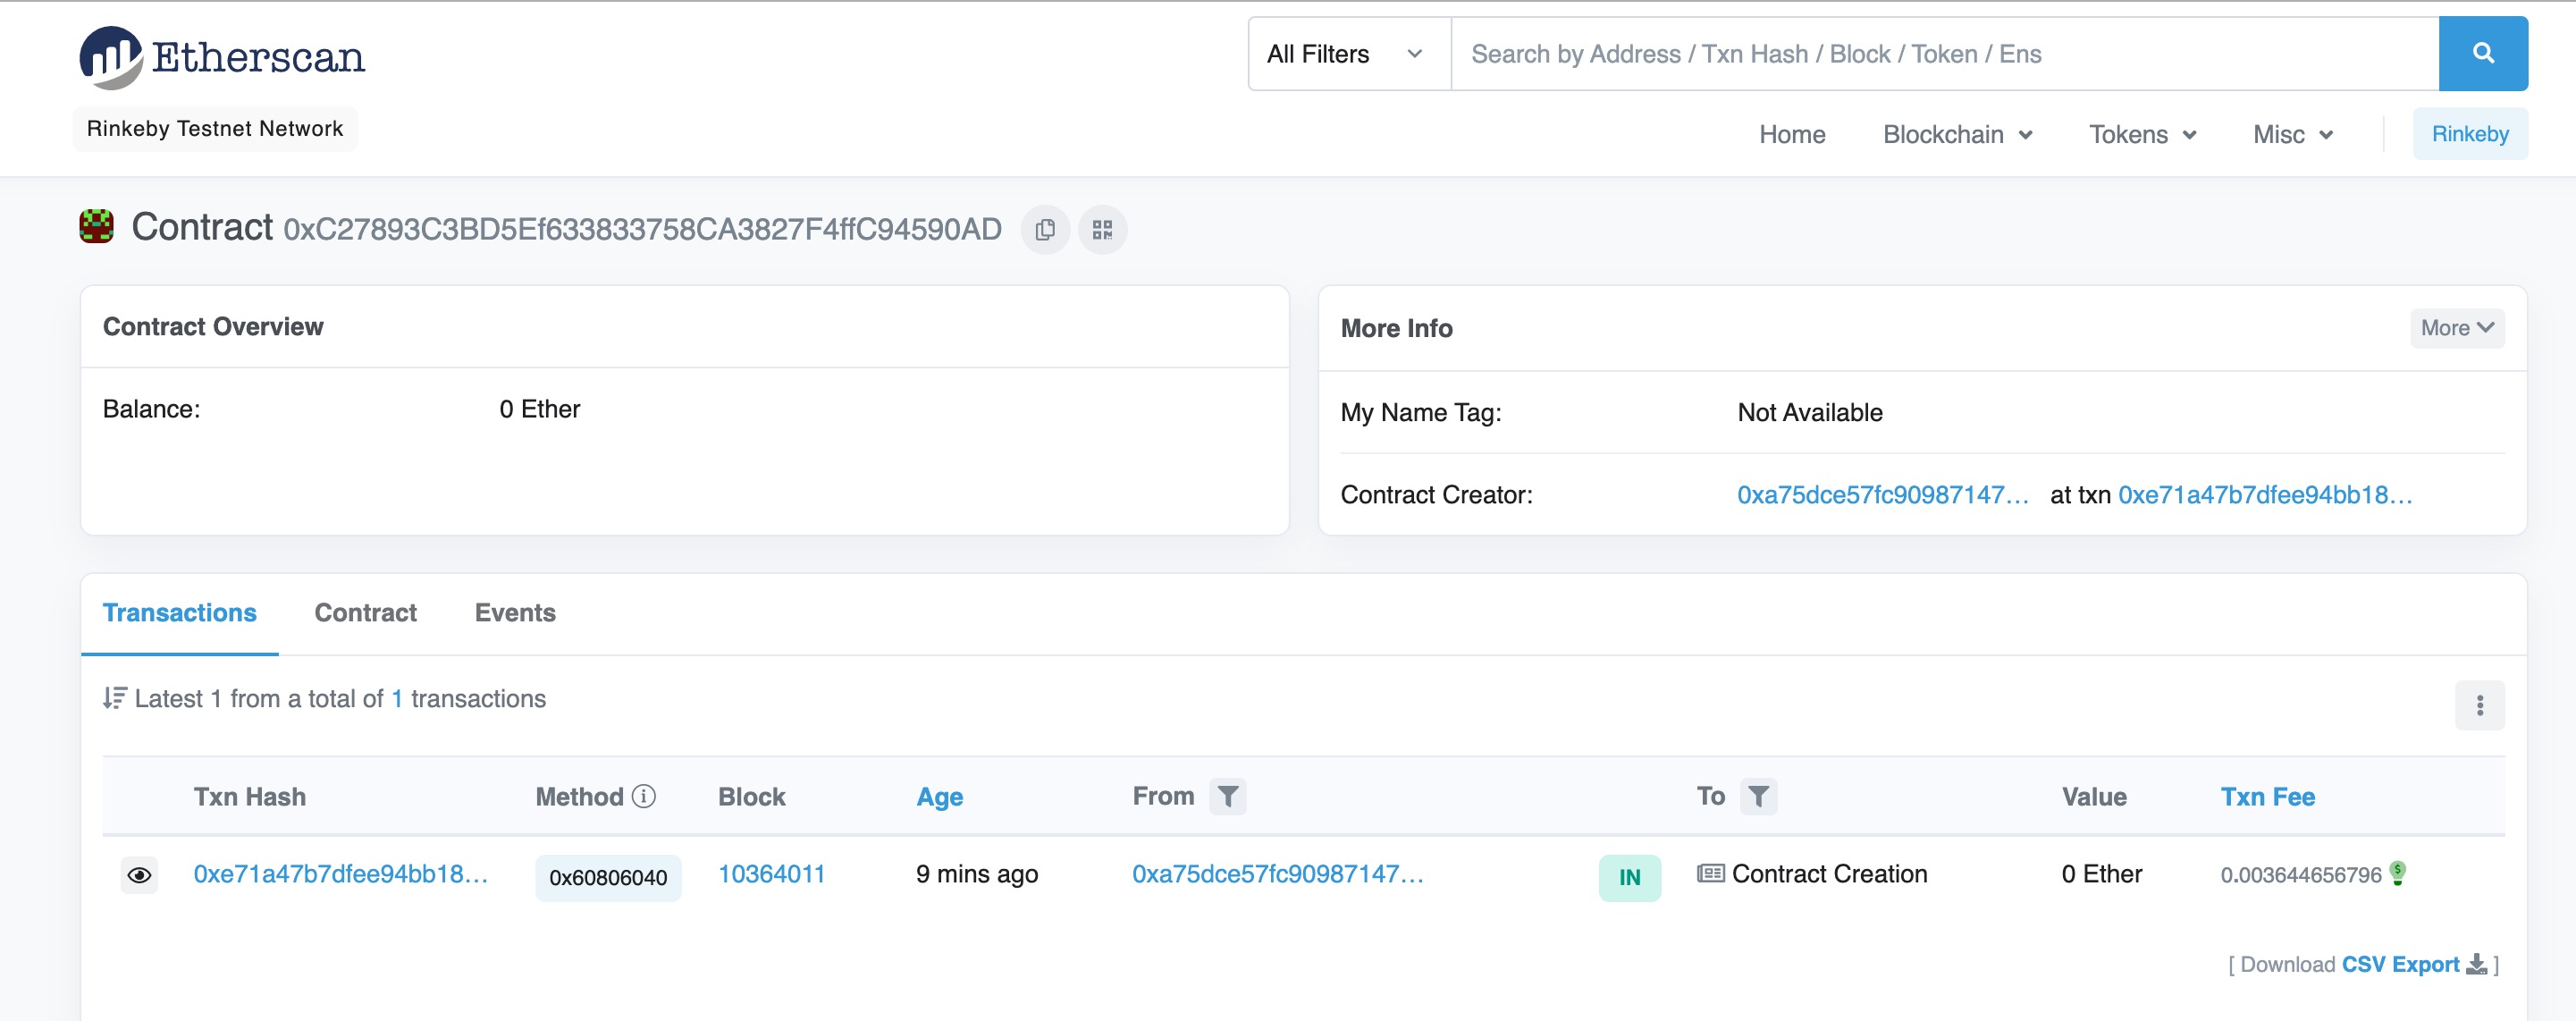 Etherscan
All Filters
Search by Address / Txn Hash / Block / Token / Ens
Rinkeby Testnet Network
Home Blockchain Tokens Misc Rinkeby
Contract 0xC27893C3BD5Ef633833758CA3827F4ffC94590AD
Contract Overview
Balance: 0 Ether
More Info
More
My Name Tag: Not Available
Contract Creator: 0xa75dce57fc90987147... at txn 0xe71a47b7dfee94bb18...
Transactions Contract Events
Latest 1 from a total of 1 transactions
Txn Hash Method Block Age From To Value Txn Fee
0xe71a47b7dfee94bb18... 0x60806040 10364011 9 mins ago 0xa75dce57fc90987147... IN Contract Creation 0 Ether 0.003644656796
[ Download CSV Export ]